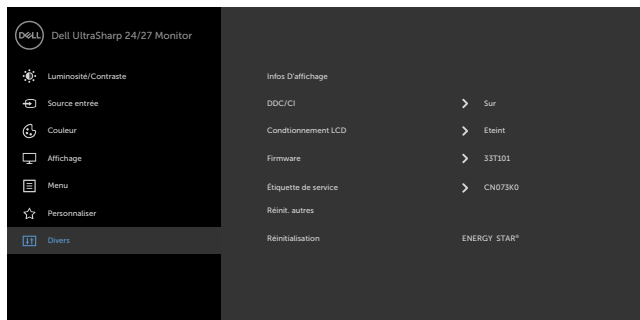 DELL
Dell UltraSharp 24/27 Monitor
Luminosité/Contraste
Source entrée
Couleur
Affichage
Menu
Personnaliser
Divers
Infos D'affichage
DDC/CI > Sur
Condtionnement LCD > Eteint
Firmware > 33T101
Étiquette de service > CN073K0
Réinit. autres
Réinitialisation ENERGY STAR®